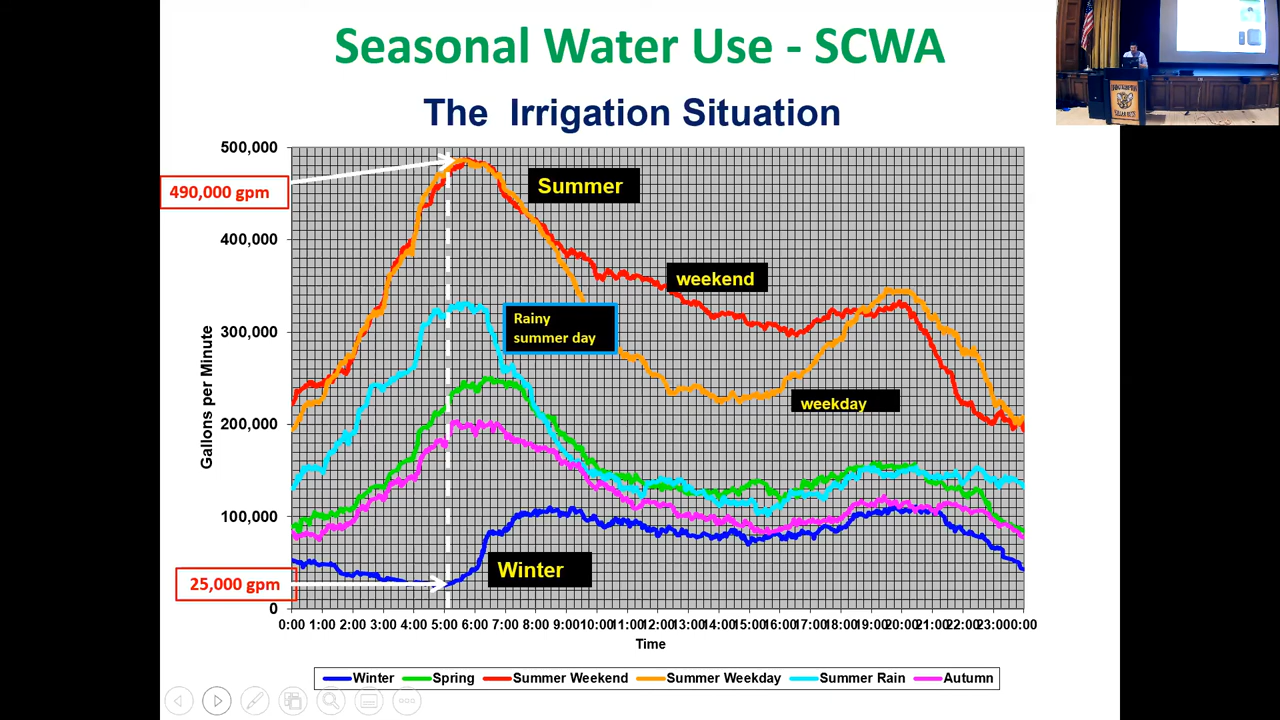 Seasonal Water Use - SCWA
The Irrigation Situation
500,000
490,000 gpm
Summer
400,000
weekend
Rainy
summer day
300,000
weekday
200,000
100,000
Winter
25,000 gpm
0
Gallons per Minute
0:00 1:00 2:00 3:00 4:00 5:00 6:00 7:00 8:00 9:00 10:00 11:00 12:00 13:00 14:00 15:00 16:00 17:00 18:00 19:00 20:00 21:00 22:00 23:00 0:00
Time
Winter Spring Summer Weekend Summer Weekday Summer Rain Autumn